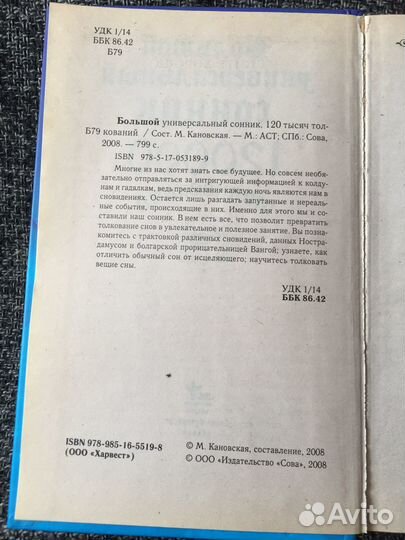 УДК 1/14
ББК 86.42
Б79
Большой универсальный сонник. 120 тысяч тол-
Б79 кований / Сост. М. Кановская. — М.: АСТ; СПб.: Сова,
2008. — 799 с.
ISBN 978-5-17-053189-9
Многие из нас хотят знать свое будущее. Но совсем необя-
зательно отправляться за интригующей информацией к колду-
нам и гадалкам, ведь предсказания каждую ночь являются нам в
сновидениях. Остается лишь разгадать запутанные и нереаль-
ные события, происходящие в них. Именно для этого мы и со-
ставили наш сонник. В нем есть все, что позволит превратить
толкование снов в увлекательное и полезное занятие. Вы позна-
комитесь с трактовкой различных сновидений, данных Ностра-
дамусом и болгарской прорицательницей Вангой; узнаете, как
отличить обычный сон от исцеляющего; научитесь толковать
вещие сны.
УДК 1/14
ББК 86.42
ISBN 978-985-16-5519-8
(ООО «Харвест»)
© М. Кановская, составление, 2008
© ООО «Издательство «Сова», 2008
Avito